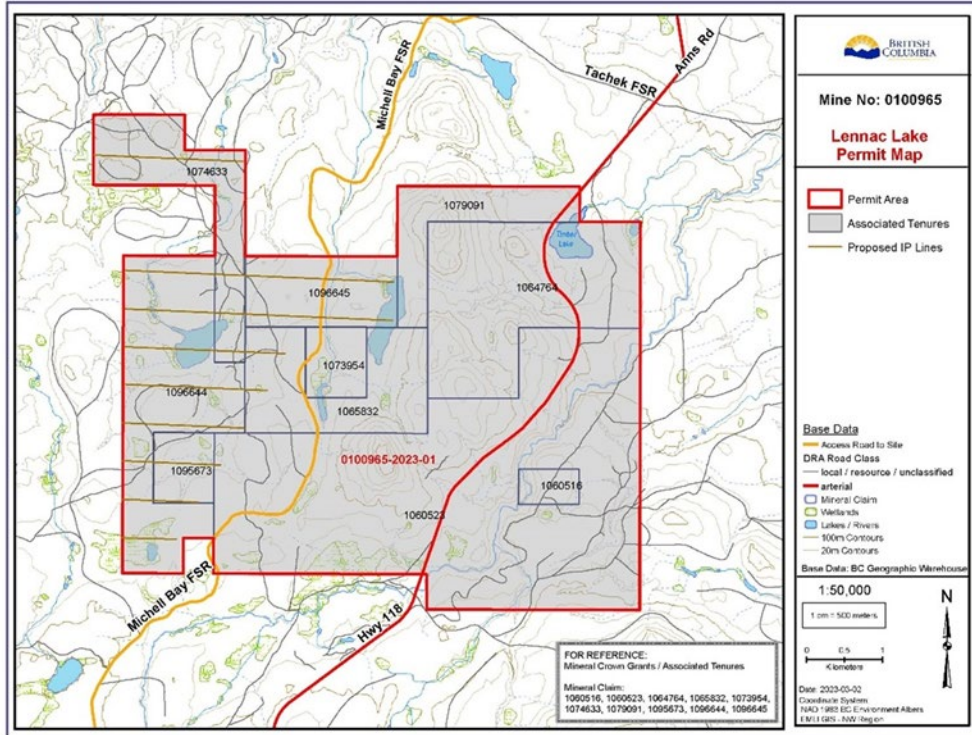 Michell Bay FSR
Tachek FSR
Anns Rd
1074633
1079091
1064764
1096645
1073954
1065832
1096644
1095673
0100965-2023-01
1060516
1060523
Michell Bay FSR
Hwy 118
FOR REFERENCE:
Mineral Crown Grants / Associated Tenures
Mineral Claim:
1060516, 1060523, 1064764, 1065832, 1073954,
1074633, 1079091, 1095673, 1096644, 1096645
BRITISH
COLUMBIA
Mine No: 0100965
Lennac Lake
Permit Map
Permit Area
Associated Tenures
Proposed IP Lines
Base Data
Access Road to Site
DRA Road Class
local / resource / unclassified
arterial
Mineral Claim
Wetlands
Lakes / Rivers
100m Contours
20m Contours
Base Data: BC Geographic Warehouse
1:50,000
1 cm = 500 meters
N
0 0.5 1
Kilometers
Date: 2023-03-02
Coordinate System:
NAD 1983 BC Environment Albers
EMLI GIS - NW Region